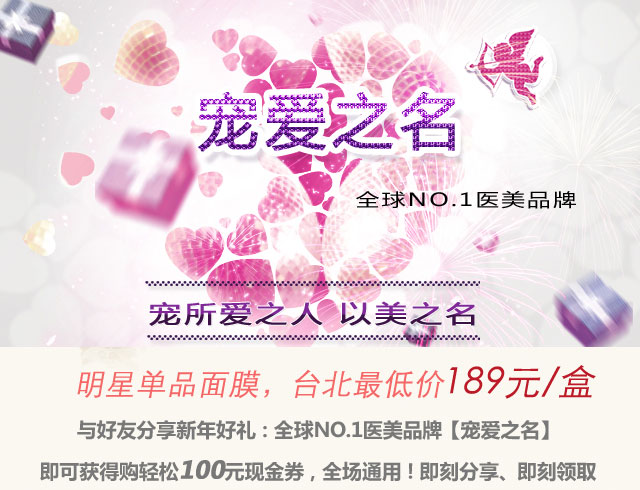 宠爱之名
全球NO.1医美品牌
宠所爱之人 以美之名
明星单品面膜，台北最低价189元/盒
与好友分享新年好礼：全球NO.1医美品牌【宠爱之名】
即可获得购轻松100元现金券，全场通用！即刻分享、即刻领取